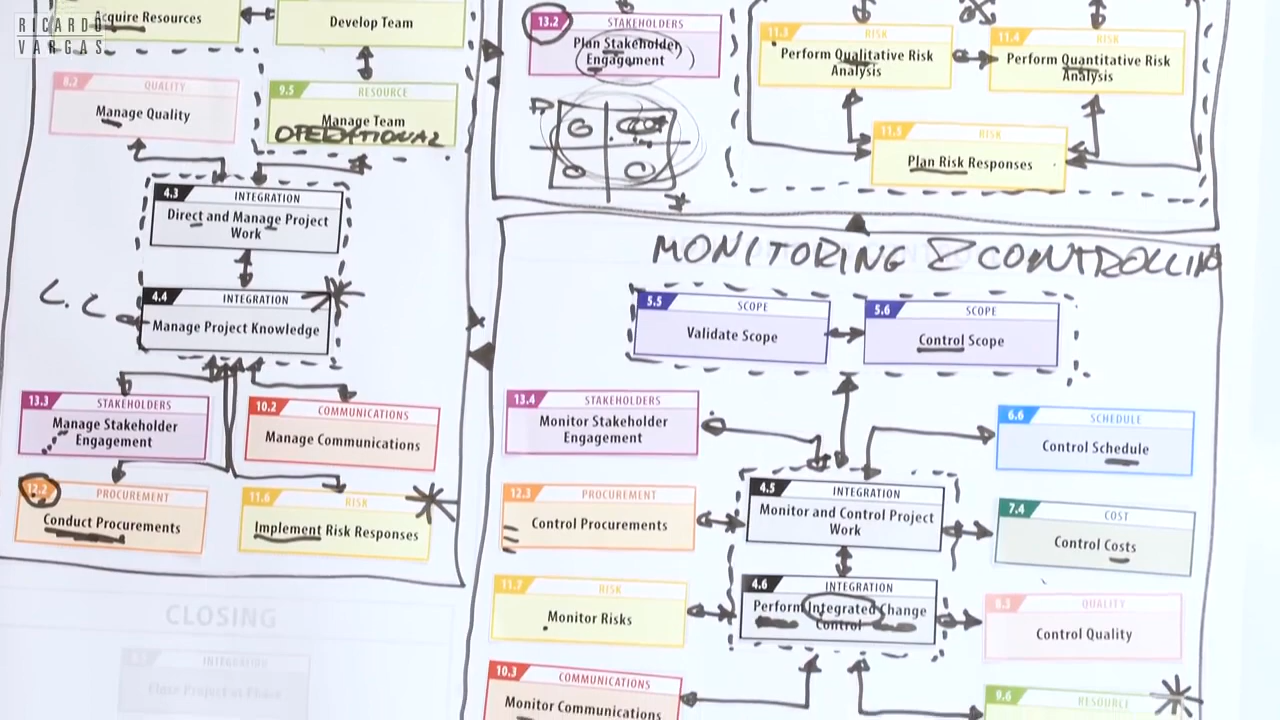 RICARDO
VARGAS
Acquire Resources
Develop Team
8.2 QUALITY
Manage Quality
9.5 RESOURCE
Manage Team
OPERATIONAL
4.3 INTEGRATION
Direct and Manage Project
Work
4.4 INTEGRATION
Manage Project Knowledge
L.L
13.3 STAKEHOLDERS
Manage Stakeholder
Engagement
10.2 COMMUNICATIONS
Manage Communications
12.2 PROCUREMENT
Conduct Procurements
11.6 RISK
Implement Risk Responses
CLOSING
INTEGRATION
Close Project or Phase
13.2 STAKEHOLDERS
Plan Stakeholder
Engagement
P
11.3 RISK
Perform Qualitative Risk
Analysis
11.4 RISK
Perform Quantitative Risk
Analysis
11.5 RISK
Plan Risk Responses
MONITORING & CONTROLLING
5.5 SCOPE
Validate Scope
5.6 SCOPE
Control Scope
13.4 STAKEHOLDERS
Monitor Stakeholder
Engagement
6.6 SCHEDULE
Control Schedule
12.3 PROCUREMENT
Control Procurements
4.5 INTEGRATION
Monitor and Control Project
Work
7.4 COST
Control Costs
11.7 RISK
Monitor Risks
4.6 INTEGRATION
Perform Integrated Change
Control
8.3 QUALITY
Control Quality
10.3 COMMUNICATIONS
Monitor Communications
9.6 RESOURCE